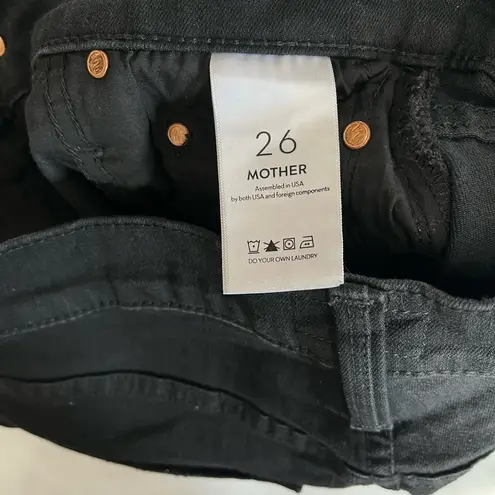 26
MOTHER
Assembled in USA
by both USA and foreign components
DO YOUR OWN LAUNDRY